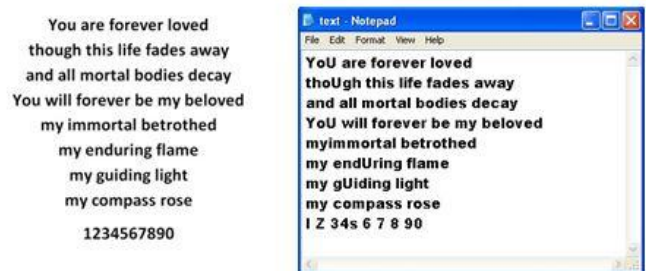 You are forever loved
though this life fades away
and all mortal bodies decay
You will forever be my beloved
my immortal betrothed
my enduring flame
my guiding light
my compass rose
1234567890
text - Notepad
File Edit Format View Help
YoU are forever loved
thoUgh this life fades away
and all mortal bodies decay
YoU will forever be my beloved
myimmortal betrothed
my endUring flame
my gUiding light
my compass rose
I Z 34s 6 7 8 90